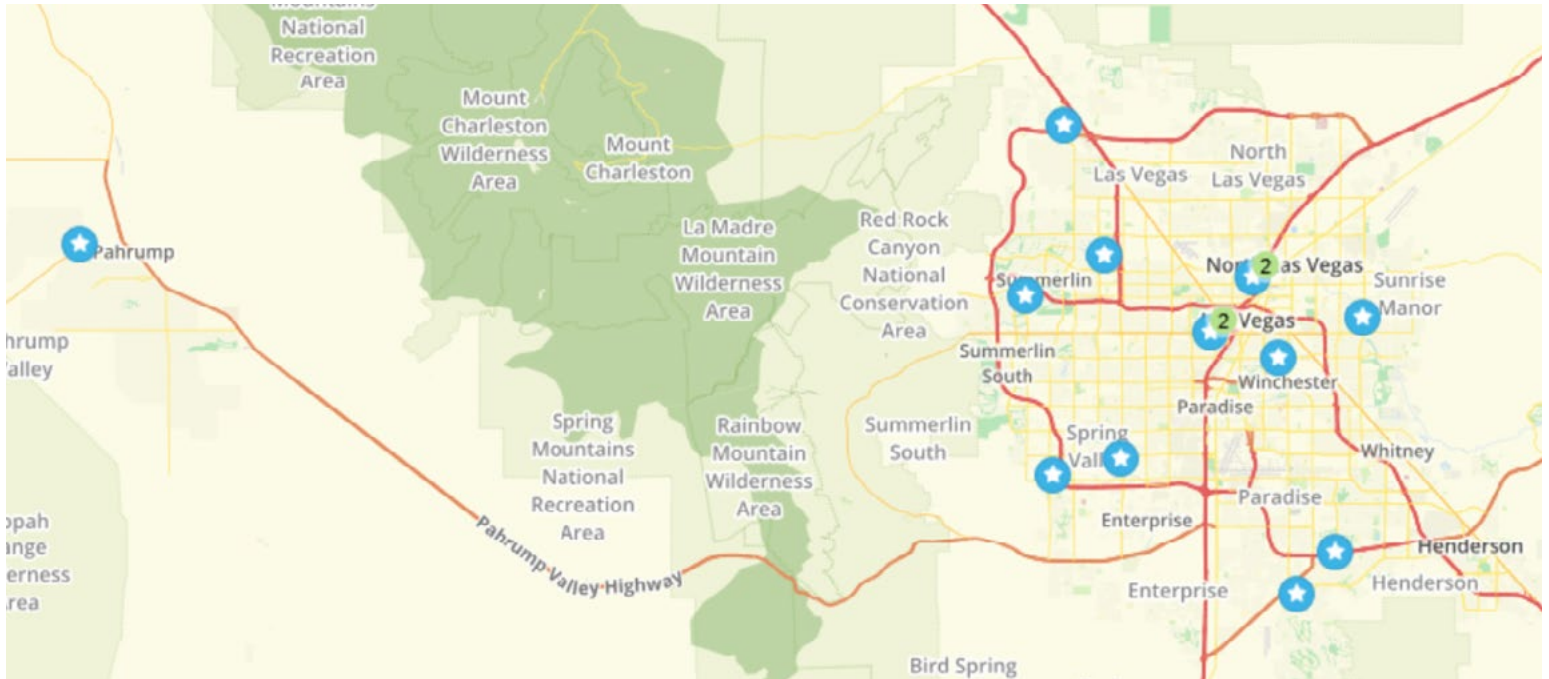 Mountains
National
Recreation
Area
Mount
Charleston
Wilderness
Area
Mount
Charleston
La Madre
Mountain
Wilderness
Area
Red Rock
Canyon
National
Conservation
Area
Las Vegas
North
Las Vegas
Pahrump
Summerlin
2
as Vegas
Sunrise
Manor
2
Vegas
hrump
alley
Summerlin
South
Winchester
Paradise
Spring
Mountains
National
Recreation
Area
Rainbow
Mountain
Wilderness
Area
Summerlin
South
Spring
Vall
Whitney
Paradise
opah
ange
erness
rea
Pahrump Valley Highway
Enterprise
Henderson
Enterprise
Henderson
Bird Spring